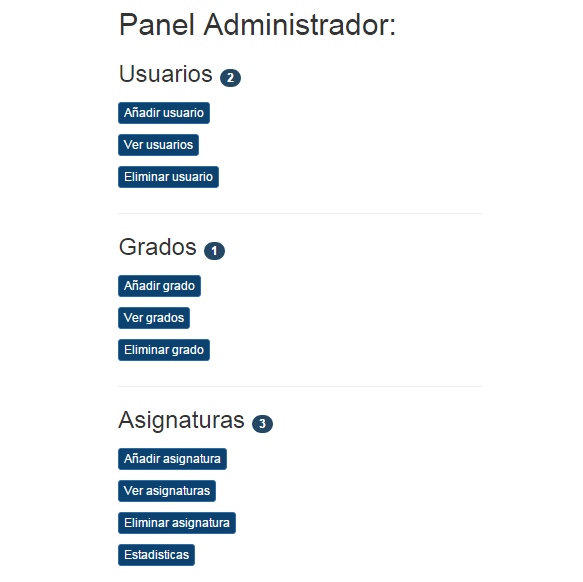 Panel Administrador:
Usuarios 2
Añadir usuario
Ver usuarios
Eliminar usuario
Grados 1
Añadir grado
Ver grados
Eliminar grado
Asignaturas 3
Añadir asignatura
Ver asignaturas
Eliminar asignatura
Estadisticas